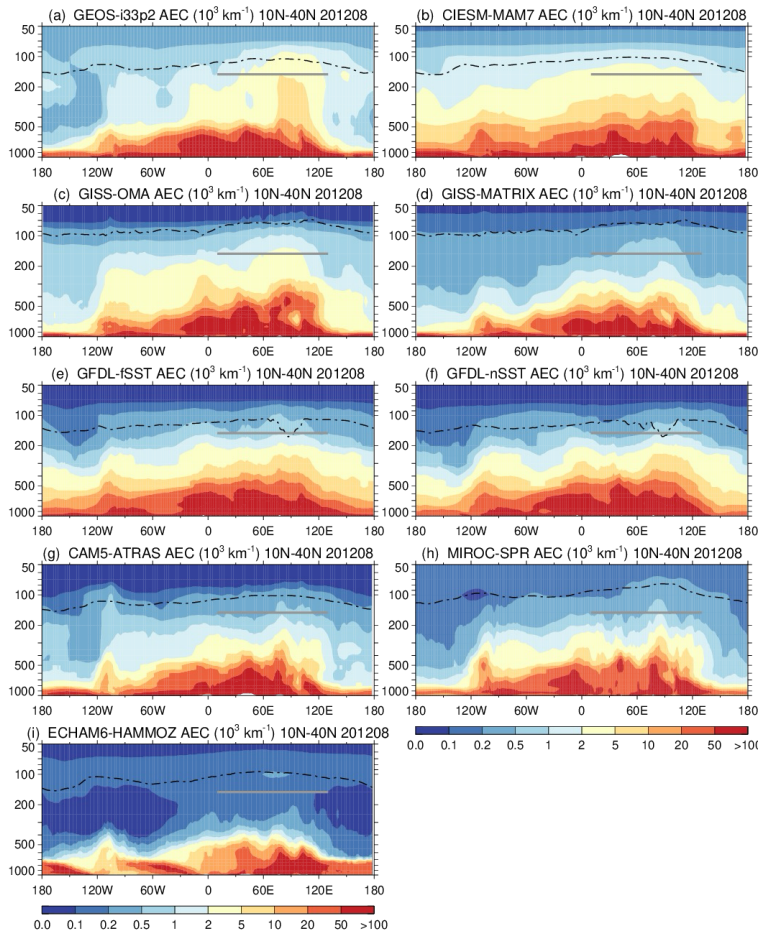 (a) GEOS-i33p2 AEC (10³ km⁻¹) 10N-40N 201208
(b) CIESM-MAM7 AEC (10³ km⁻¹) 10N-40N 201208
50 50
100 100
200 200
500 500
1000 1000
180 120W 60W 0 60E 120E 180 180 120W 60W 0 60E 120E 180
(c) GISS-OMA AEC (10³ km⁻¹) 10N-40N 201208
(d) GISS-MATRIX AEC (10³ km⁻¹) 10N-40N 201208
50 50
100 100
200 200
500 500
1000 1000
180 120W 60W 0 60E 120E 180 180 120W 60W 0 60E 120E 180
(e) GFDL-fSST AEC (10³ km⁻¹) 10N-40N 201208
(f) GFDL-nSST AEC (10³ km⁻¹) 10N-40N 201208
50 50
100 100
200 200
500 500
1000 1000
180 120W 60W 0 60E 120E 180 180 120W 60W 0 60E 120E 180
(g) CAM5-ATRAS AEC (10³ km⁻¹) 10N-40N 201208
(h) MIROC-SPR AEC (10³ km⁻¹) 10N-40N 201208
50 50
100 100
200 200
500 500
1000 1000
180 120W 60W 0 60E 120E 180 180 120W 60W 0 60E 120E 180
(i) ECHAM6-HAMMOZ AEC (10³ km⁻¹) 10N-40N 201208
0.0 0.1 0.2 0.5 1 2 5 10 20 50 >100
50
100
200
500
1000
180 120W 60W 0 60E 120E 180
0.0 0.1 0.2 0.5 1 2 5 10 20 50 >100